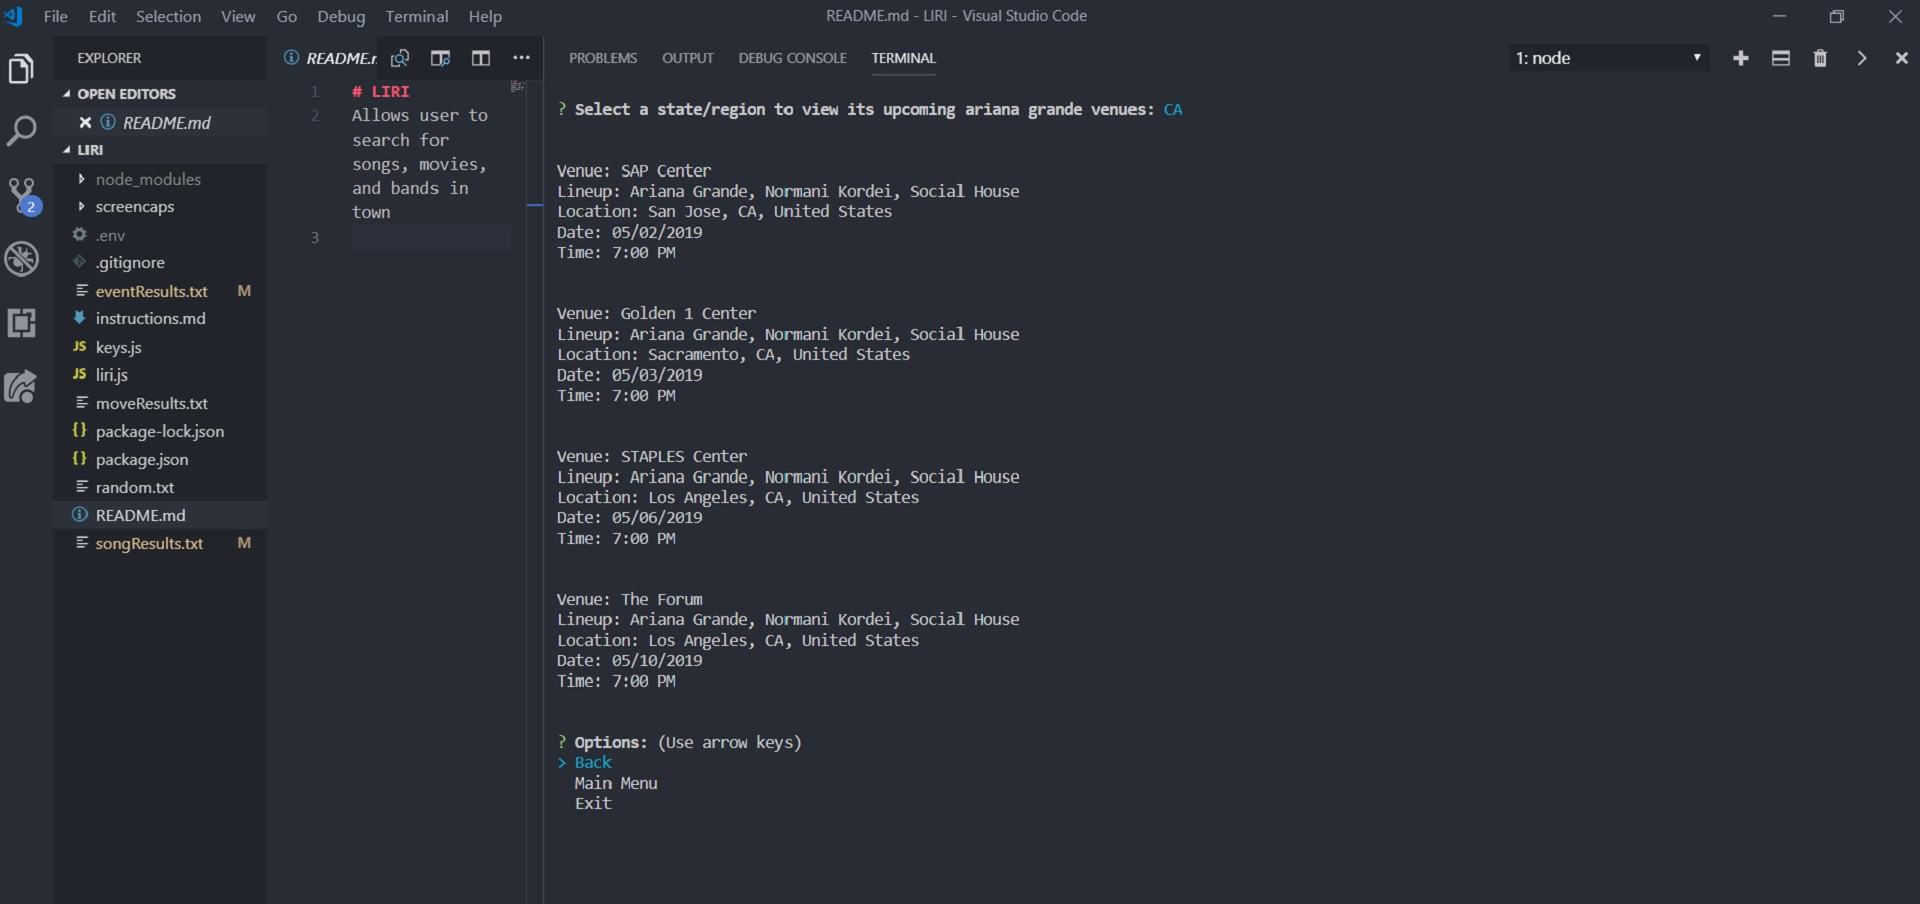 File Edit Selection View Go Debug Terminal Help
README.md - LIRI - Visual Studio Code
EXPLORER
OPEN EDITORS
README.md
LIRI
node_modules
screencaps
.env
.gitignore
eventResults.txt M
instructions.md
JS keys.js
JS liri.js
moveResults.txt
{} package-lock.json
{} package.json
random.txt
README.md
songResults.txt M
2
README.r
1 # LIRI
2 Allows user to
search for
songs, movies,
and bands in
town
3
PROBLEMS OUTPUT DEBUG CONSOLE TERMINAL
1: node
? Select a state/region to view its upcoming ariana grande venues: CA
Venue: SAP Center
Lineup: Ariana Grande, Normani Kordei, Social House
Location: San Jose, CA, United States
Date: 05/02/2019
Time: 7:00 PM
Venue: Golden 1 Center
Lineup: Ariana Grande, Normani Kordei, Social House
Location: Sacramento, CA, United States
Date: 05/03/2019
Time: 7:00 PM
Venue: STAPLES Center
Lineup: Ariana Grande, Normani Kordei, Social House
Location: Los Angeles, CA, United States
Date: 05/06/2019
Time: 7:00 PM
Venue: The Forum
Lineup: Ariana Grande, Normani Kordei, Social House
Location: Los Angeles, CA, United States
Date: 05/10/2019
Time: 7:00 PM
? Options: (Use arrow keys)
> Back
Main Menu
Exit